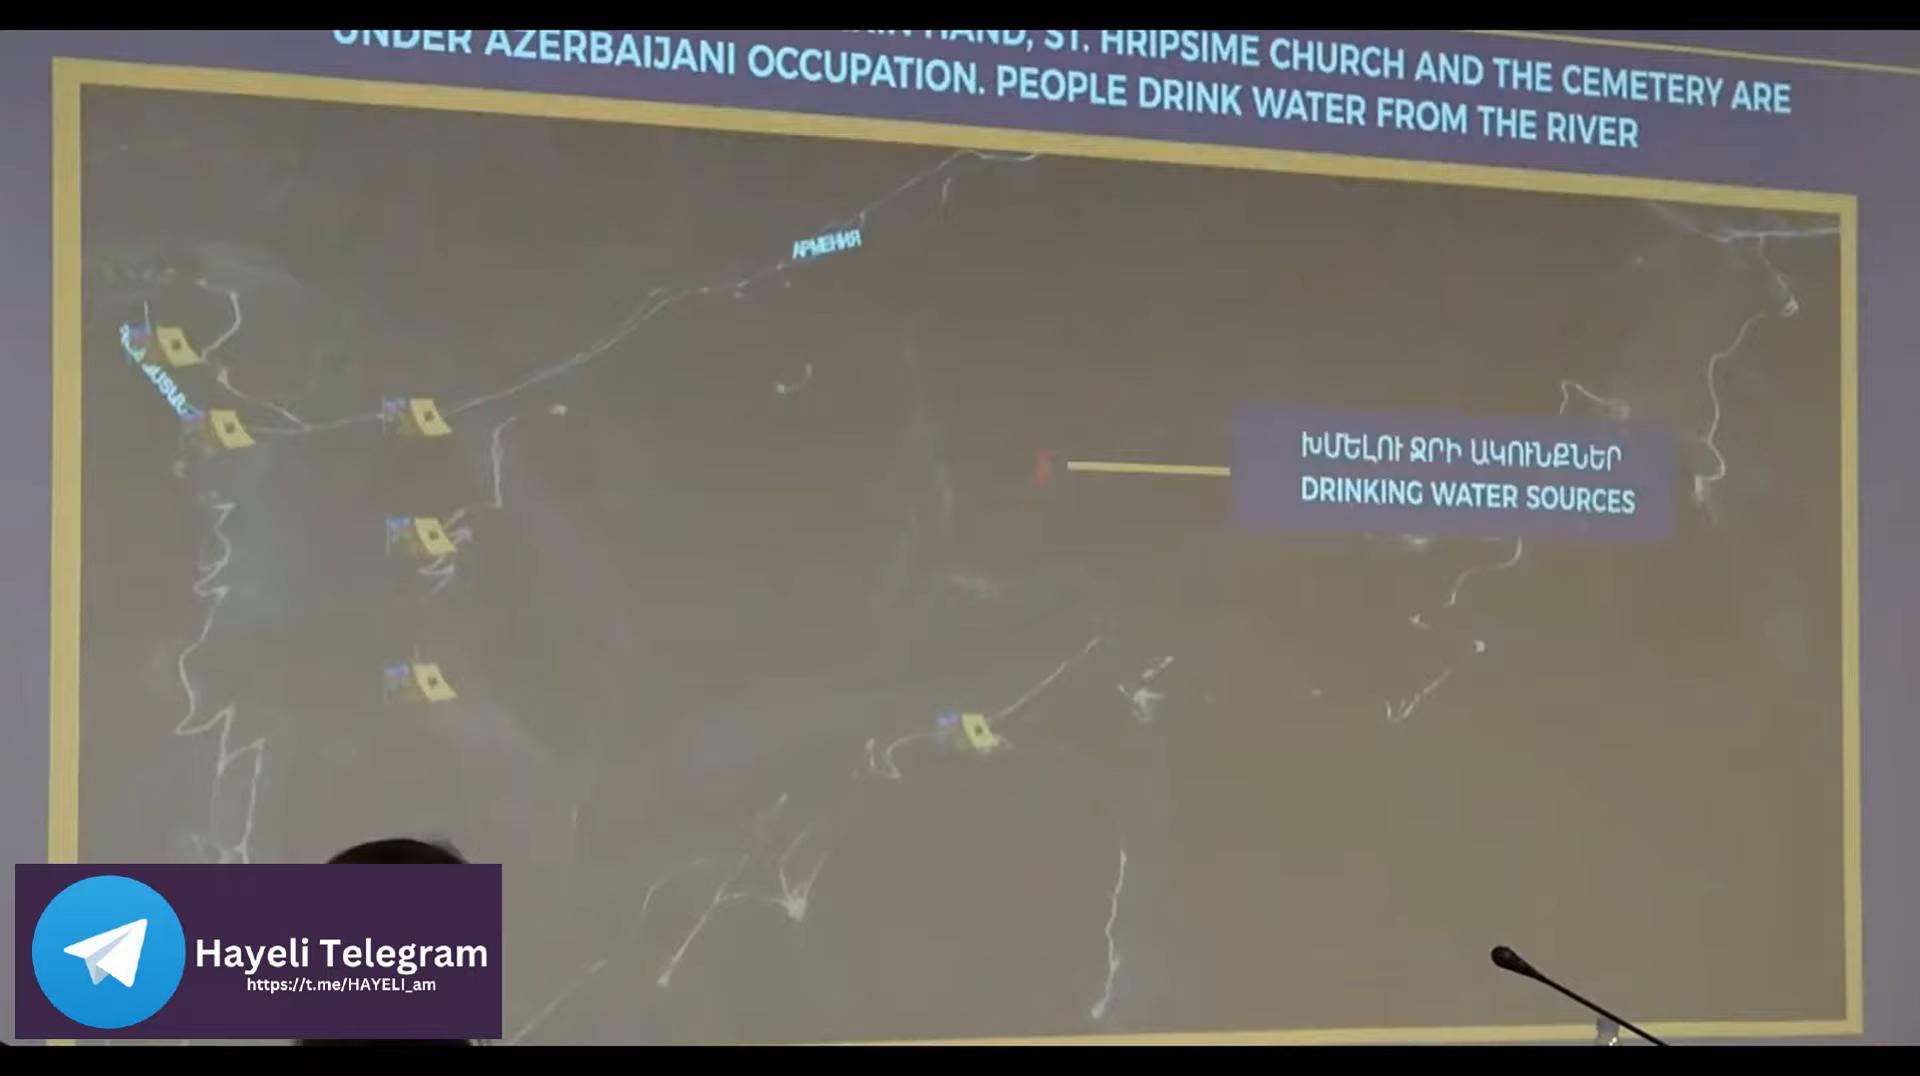 HAND, ST. HRIPSIME CHURCH AND THE CEMETERY ARE
UNDER AZERBAIJANI OCCUPATION. PEOPLE DRINK WATER FROM THE RIVER
АРМЕНИЯ
ԽՄԵԼՈՒ ՋՐԻ ԱԿՈՒՆՔՆԵՐ
DRINKING WATER SOURCES
Hayeli Telegram
https://t.me/HAYELI_am